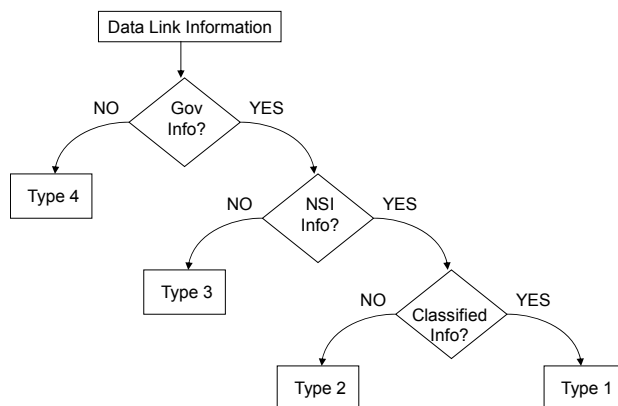 Data Link Information
NO
Gov
Info?
YES
Type 4
NO
NSI
Info?
YES
Type 3
NO
Classified
Info?
YES
Type 2
Type 1